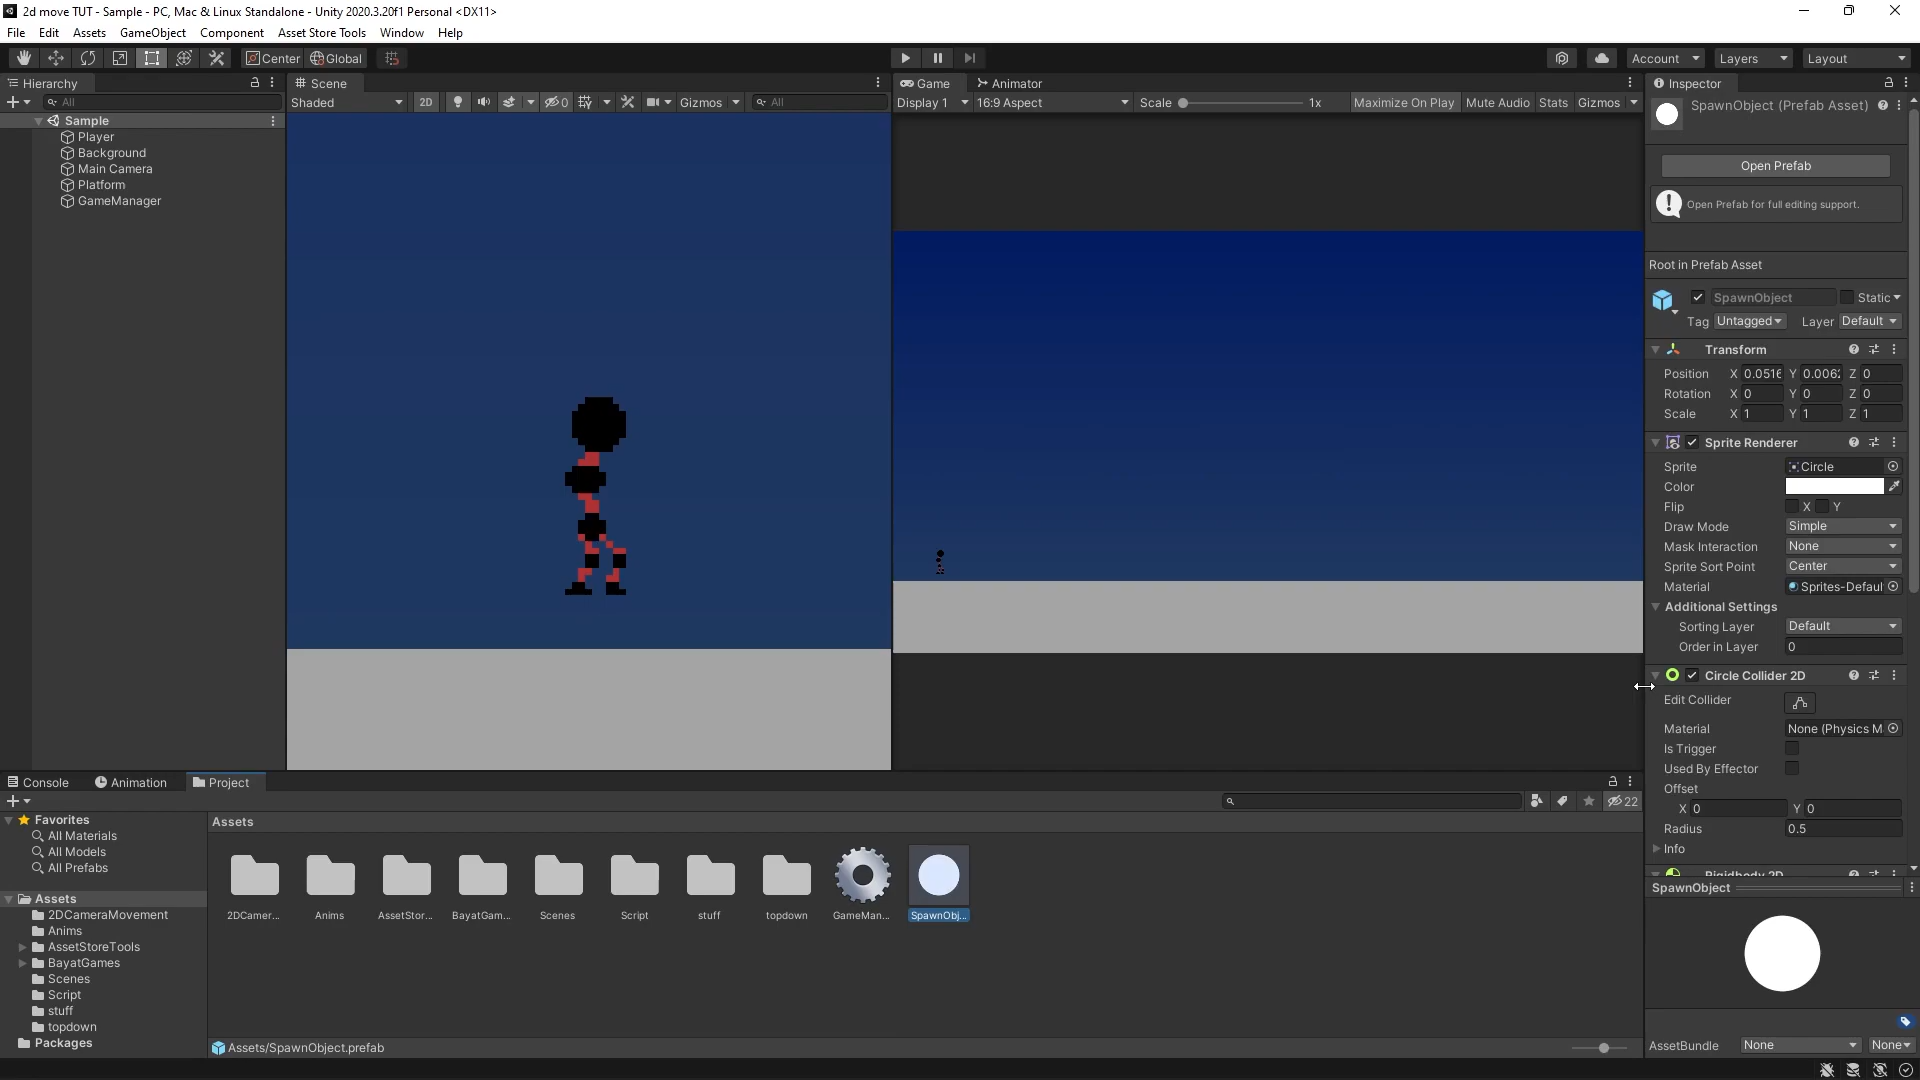 2d move TUT - Sample - PC, Mac & Linux Standalone - Unity 2020.3.20f1 Personal <DX11>
File Edit Assets GameObject Component Asset Store Tools Window Help
Center Global Account Layers Layout
Hierarchy
All
Sample
Player
Background
Main Camera
Platform
GameManager
Scene
Shaded 2D 0 Gizmos All
Game Animator
Display 1 16:9 Aspect Scale 1x Maximize On Play Mute Audio Stats Gizmos
Inspector
SpawnObject (Prefab Asset)
Open Prefab
Open Prefab for full editing support.
Root in Prefab Asset
SpawnObject Static
Tag Untagged Layer Default
Transform
Position X 0.0516 Y 0.0062 Z 0
Rotation X 0 Y 0 Z 0
Scale X 1 Y 1 Z 1
Sprite Renderer
Sprite Circle
Color
Flip X Y
Draw Mode Simple
Mask Interaction None
Sprite Sort Point Center
Material Sprites-Defaul
Additional Settings
Sorting Layer Default
Order in Layer 0
Circle Collider 2D
Edit Collider
Material None (Physics M
Is Trigger
Used By Effector
Offset
X 0 Y 0
Radius 0.5
Info
Rigidbody 2D
SpawnObject
AssetBundle None None
Console Animation Project
22
Favorites
All Materials
All Models
All Prefabs
Assets
2DCameraMovement
Anims
AssetStoreTools
BayatGames
Scenes
Script
stuff
topdown
Packages
Assets
2DCamer... Anims AssetStor... BayatGam... Scenes Script stuff topdown GameMan... SpawnObj...
Assets/SpawnObject.prefab